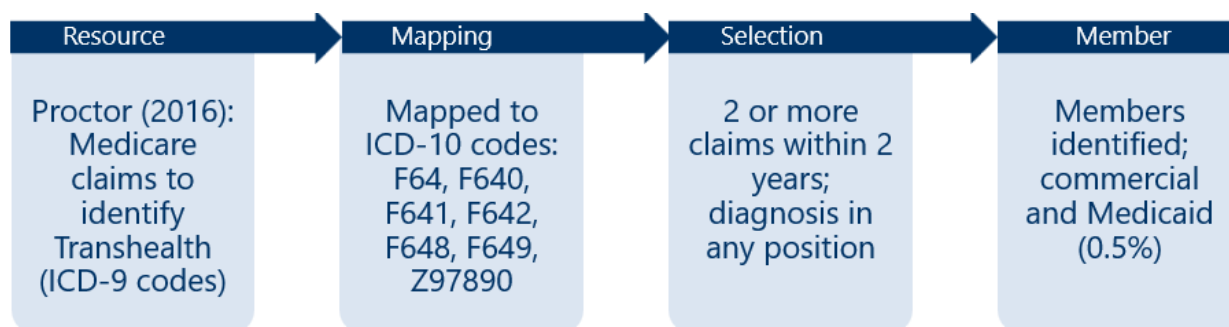 Resource
Proctor (2016):
Medicare
claims to
identify
Transhealth
(ICD-9 codes)
Mapping
Mapped to
ICD-10 codes:
F64, F640,
F641, F642,
F648, F649,
Z97890
Selection
2 or more
claims within 2
years;
diagnosis in
any position
Member
Members
identified;
commercial
and Medicaid
(0.5%)